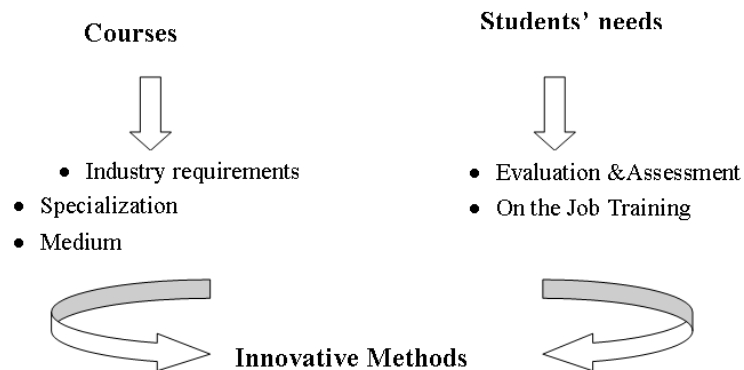 Courses
Students' needs
• Industry requirements
• Specialization
• Medium
• Evaluation &Assessment
• On the Job Training
Innovative Methods